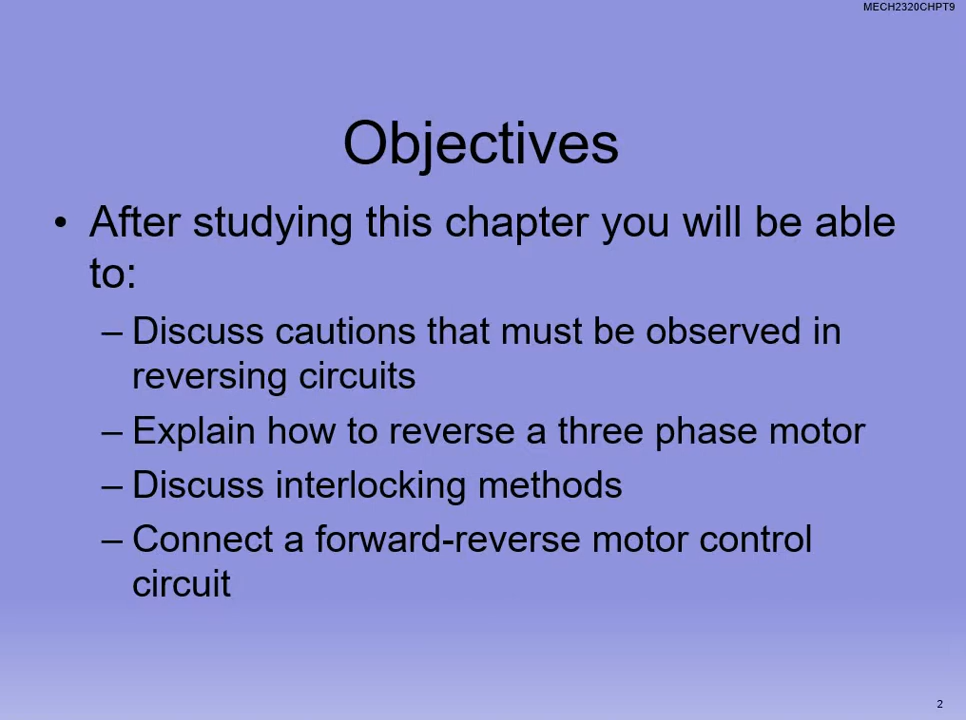 MECH2320CHPT9
Objectives
• After studying this chapter you will be able
to:
– Discuss cautions that must be observed in
reversing circuits
– Explain how to reverse a three phase motor
– Discuss interlocking methods
– Connect a forward-reverse motor control
circuit
2